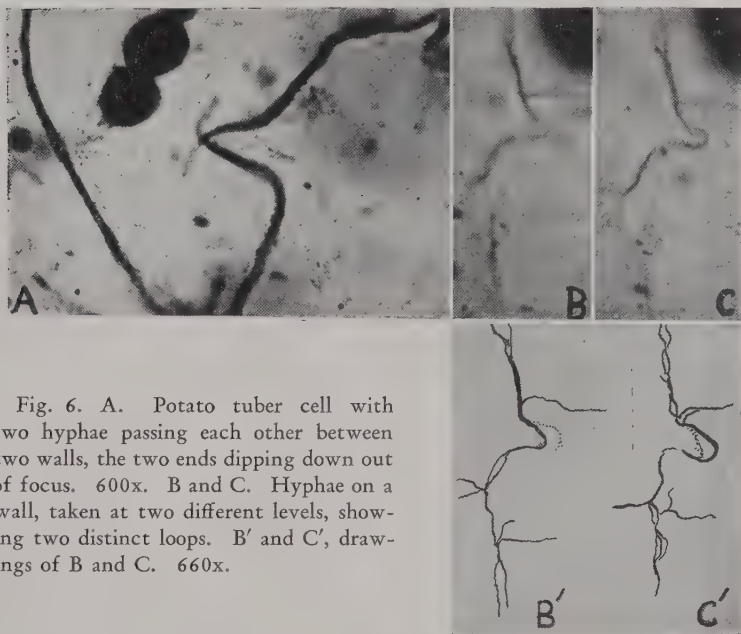 A
B
C
Fig. 6. A. Potato tuber cell with
two hyphae passing each other between
two walls, the two ends dipping down out
of focus. 600x. B and C. Hyphae on a
wall, taken at two different levels, show-
ing two distinct loops. B′ and C′, draw-
ings of B and C. 660x.
B′
C′